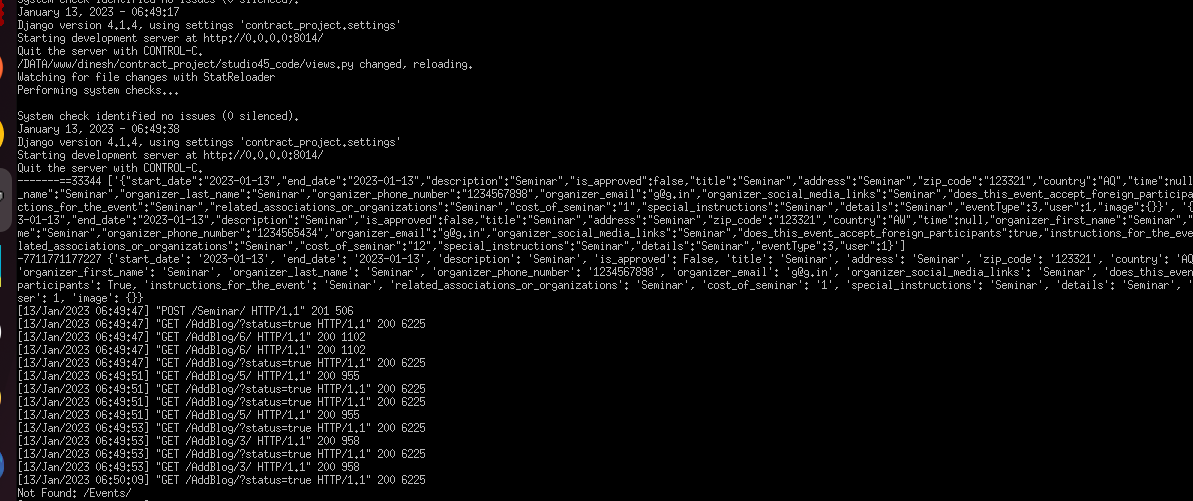 System check identified no issues (0 silenced).
January 13, 2023 - 06:49:17
Django version 4.1.4, using settings 'contract_project.settings'
Starting development server at http://0.0.0.0:8014/
Quit the server with CONTROL-C.
/DATA/www/dinesh/contract_project/studio45_code/views.py changed, reloading.
Watching for file changes with StatReloader
Performing system checks...
System check identified no issues (0 silenced).
January 13, 2023 - 06:49:38
Django version 4.1.4, using settings 'contract_project.settings'
Starting development server at http://0.0.0.0:8014/
Quit the server with CONTROL-C.
-------==33344 ['{"start_date":"2023-01-13","end_date":"2023-01-13","description":"Seminar","is_approved":false,"title":"Seminar","address":"Seminar","zip_code":"123321","country":"AQ","time":null
_name":"Seminar","organizer_last_name":"Seminar","organizer_phone_number":"1234567898","organizer_email":"g@g.in","organizer_social_media_links":"Seminar","does_this_event_accept_foreign_participa
ctions_for_the_event":"Seminar","related_associations_or_organizations":"Seminar","cost_of_seminar":"1","special_instructions":"Seminar","details":"Seminar","eventType":3,"user":1,"image":{}}', '{
3-01-13","end_date":"2023-01-13","description":"Seminar","is_approved":false,"title":"Seminar","address":"Seminar","zip_code":"123321","country":"AW","time":null,"organizer_first_name":"Seminar","
me":"Seminar","organizer_phone_number":"1234565434","organizer_email":"g@g.in","organizer_social_media_links":"Seminar","does_this_event_accept_foreign_participants":true,"instructions_for_the_eve
lated_associations_or_organizations":"Seminar","cost_of_seminar":"12","special_instructions":"Seminar","details":"Seminar","eventType":3,"user":1}']
-7711771177227 {'start_date': '2023-01-13', 'end_date': '2023-01-13', 'description': 'Seminar', 'is_approved': False, 'title': 'Seminar', 'address': 'Seminar', 'zip_code': '123321', 'country': 'AQ
'organizer_first_name': 'Seminar', 'organizer_last_name': 'Seminar', 'organizer_phone_number': '1234567898', 'organizer_email': 'g@g.in', 'organizer_social_media_links': 'Seminar', 'does_this_even
participants': True, 'instructions_for_the_event': 'Seminar', 'related_associations_or_organizations': 'Seminar', 'cost_of_seminar': '1', 'special_instructions': 'Seminar', 'details': 'Seminar', '
ser': 1, 'image': {}}
[13/Jan/2023 06:49:47] "POST /Seminar/ HTTP/1.1" 201 506
[13/Jan/2023 06:49:47] "GET /AddBlog/?status=true HTTP/1.1" 200 6225
[13/Jan/2023 06:49:47] "GET /AddBlog/6/ HTTP/1.1" 200 1102
[13/Jan/2023 06:49:47] "GET /AddBlog/6/ HTTP/1.1" 200 1102
[13/Jan/2023 06:49:47] "GET /AddBlog/?status=true HTTP/1.1" 200 6225
[13/Jan/2023 06:49:51] "GET /AddBlog/5/ HTTP/1.1" 200 955
[13/Jan/2023 06:49:51] "GET /AddBlog/?status=true HTTP/1.1" 200 6225
[13/Jan/2023 06:49:51] "GET /AddBlog/?status=true HTTP/1.1" 200 6225
[13/Jan/2023 06:49:51] "GET /AddBlog/5/ HTTP/1.1" 200 955
[13/Jan/2023 06:49:53] "GET /AddBlog/?status=true HTTP/1.1" 200 6225
[13/Jan/2023 06:49:53] "GET /AddBlog/3/ HTTP/1.1" 200 958
[13/Jan/2023 06:49:53] "GET /AddBlog/?status=true HTTP/1.1" 200 6225
[13/Jan/2023 06:49:53] "GET /AddBlog/3/ HTTP/1.1" 200 958
[13/Jan/2023 06:50:09] "GET /AddBlog/?status=true HTTP/1.1" 200 6225
Not Found: /Events/